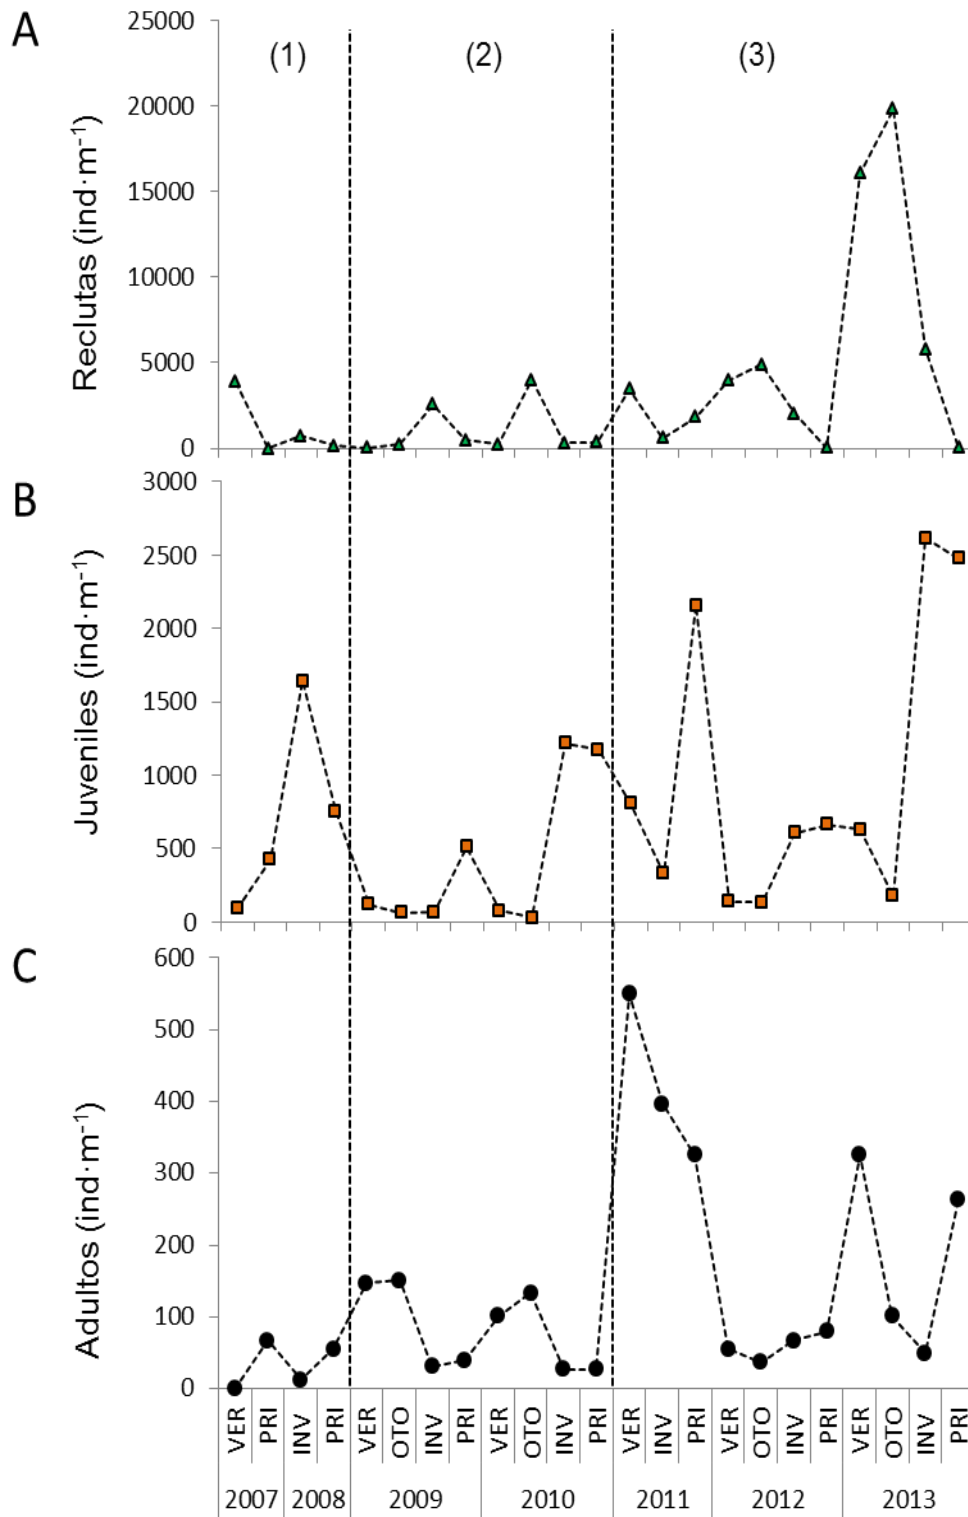 A
Reclutas (ind·m⁻¹)
25000
20000
15000
10000
5000
0
(1) (2) (3)
B
Juveniles (ind·m⁻¹)
3000
2500
2000
1500
1000
500
0
C
Adultos (ind·m⁻¹)
600
500
400
300
200
100
0
VER PRI INV PRI VER OTO INV PRI VER OTO INV PRI VER INV PRI VER OTO INV PRI VER OTO INV PRI
2007 2008 2009 2010 2011 2012 2013